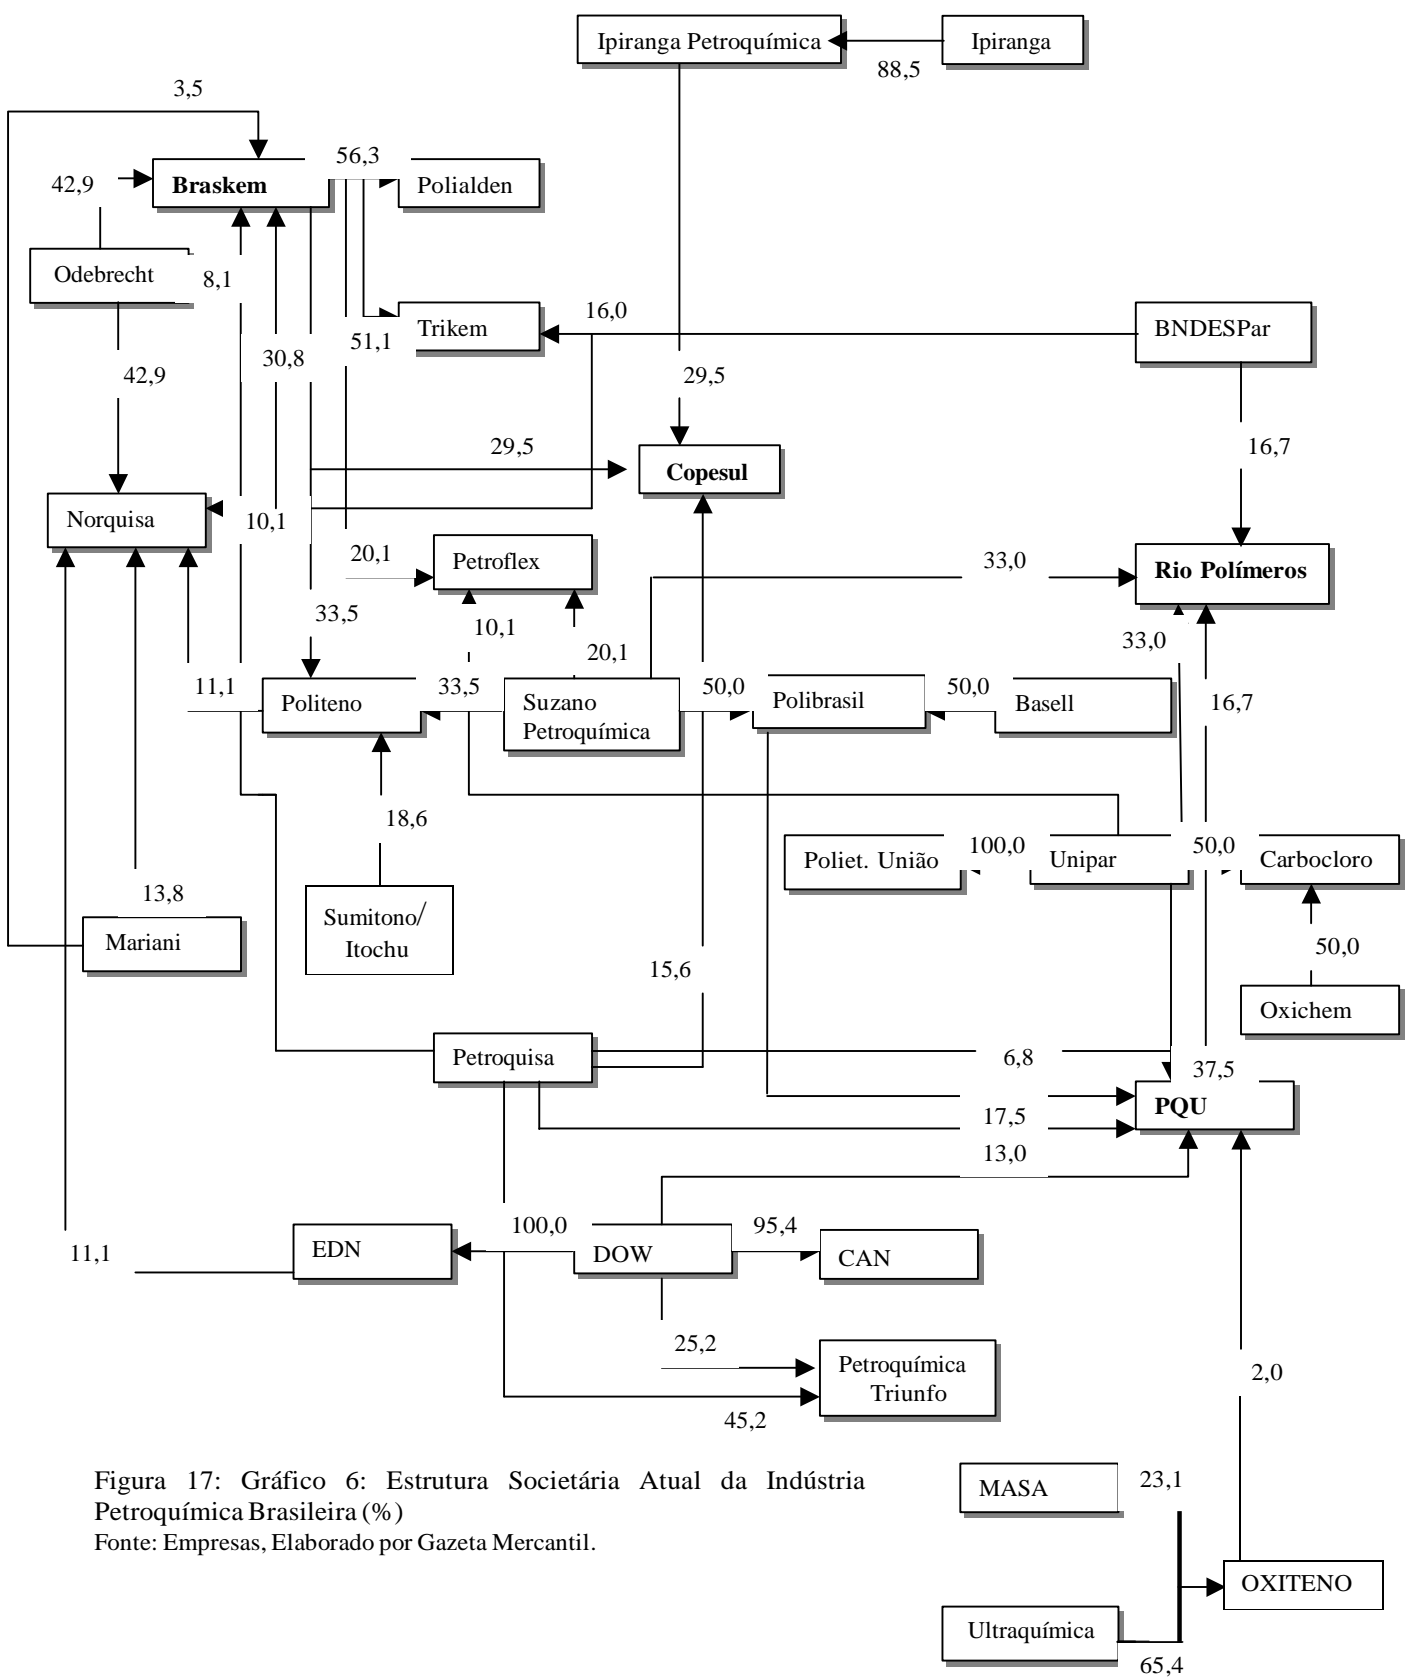 Ipiranga Petroquímica
Ipiranga
88,5
3,5
56,3
42,9
Braskem
Polialden
Odebrecht
8,1
Trikem
16,0
BNDESPar
51,1
30,8
42,9
29,5
29,5
16,7
Copesul
Norquisa
10,1
20,1
Petroflex
33,0
Rio Polímeros
33,5
10,1
33,0
20,1
11,1
Politeno
33,5
Suzano
Petroquímica
50,0
Polibrasil
50,0
Basell
16,7
18,6
Poliet. União
100,0
Unipar
50,0
Carbocloro
13,8
Mariani
Sumitono/
Itochu
50,0
15,6
Oxichem
Petroquisa
6,8
37,5
PQU
17,5
13,0
100,0
95,4
11,1
EDN
DOW
CAN
25,2
Petroquímica
Triunfo
2,0
45,2
Figura 17: Gráfico 6: Estrutura Societária Atual da Indústria
Petroquímica Brasileira (%)
Fonte: Empresas, Elaborado por Gazeta Mercantil.
MASA
23,1
OXITENO
Ultraquímica
65,4